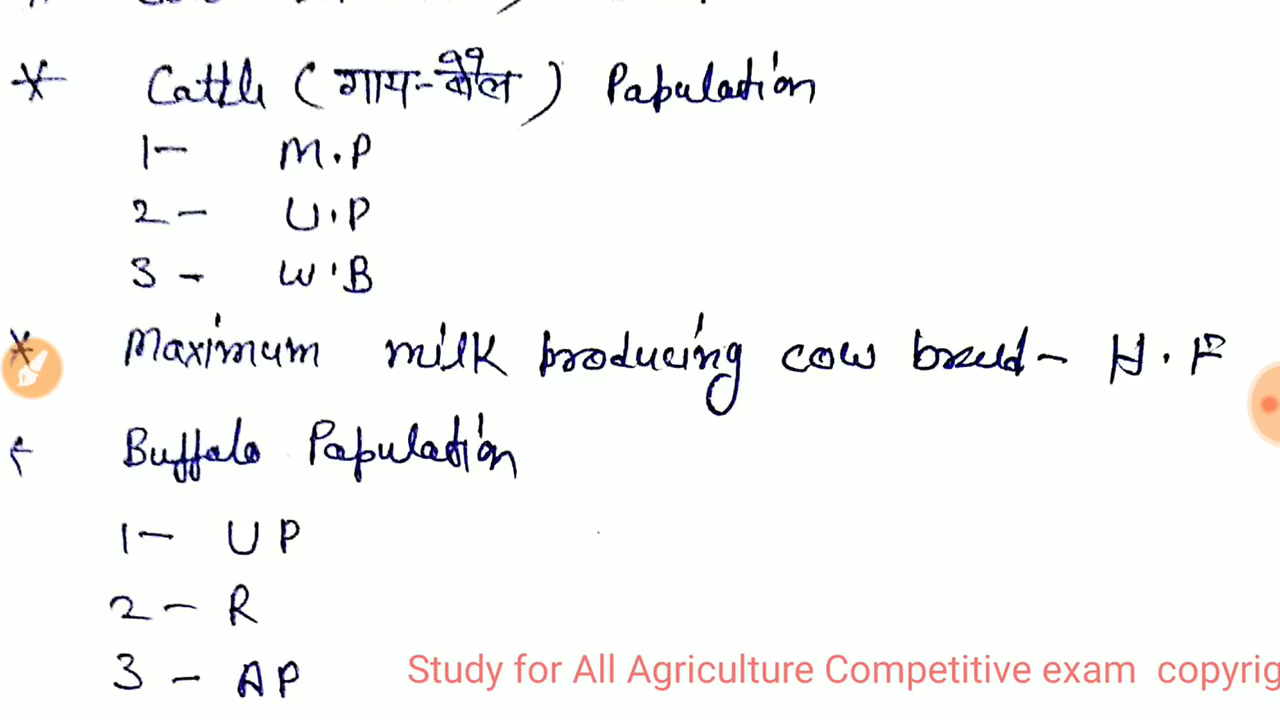 * Cattle (गाय-बैल) Papulation
1- M.P
2- U.P
3- W.B
* Maximum milk producing cow breed- H.F
Buffalo Papulation
1- UP
2- R
3- AP
Study for All Agriculture Competitive exam copyrig